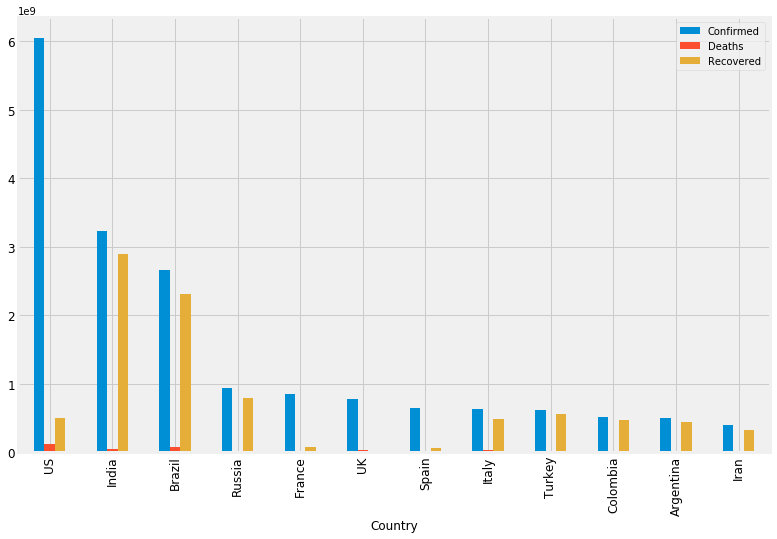 1e9
Confirmed
Deaths
Recovered
6
5
4
3
2
1
0
US
India
Brazil
Russia
France
UK
Spain
Italy
Turkey
Colombia
Argentina
Iran
Country